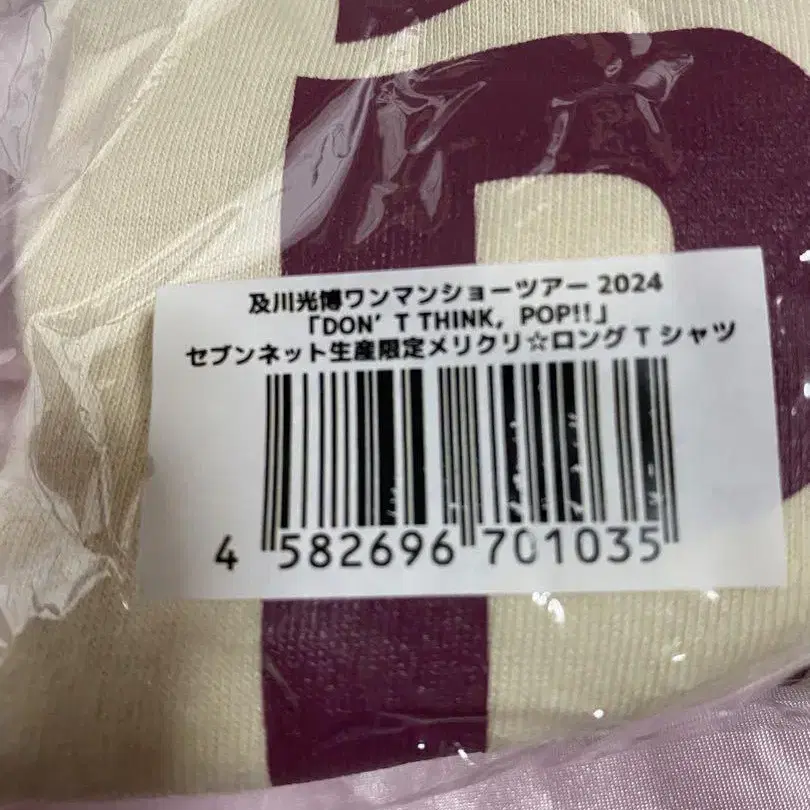 及川光博ワンマンショーツアー 2024
「DON'T THINK, POP!!」
セブンネット生産限定メリクリ☆ロングTシャツ
4 582696 701035